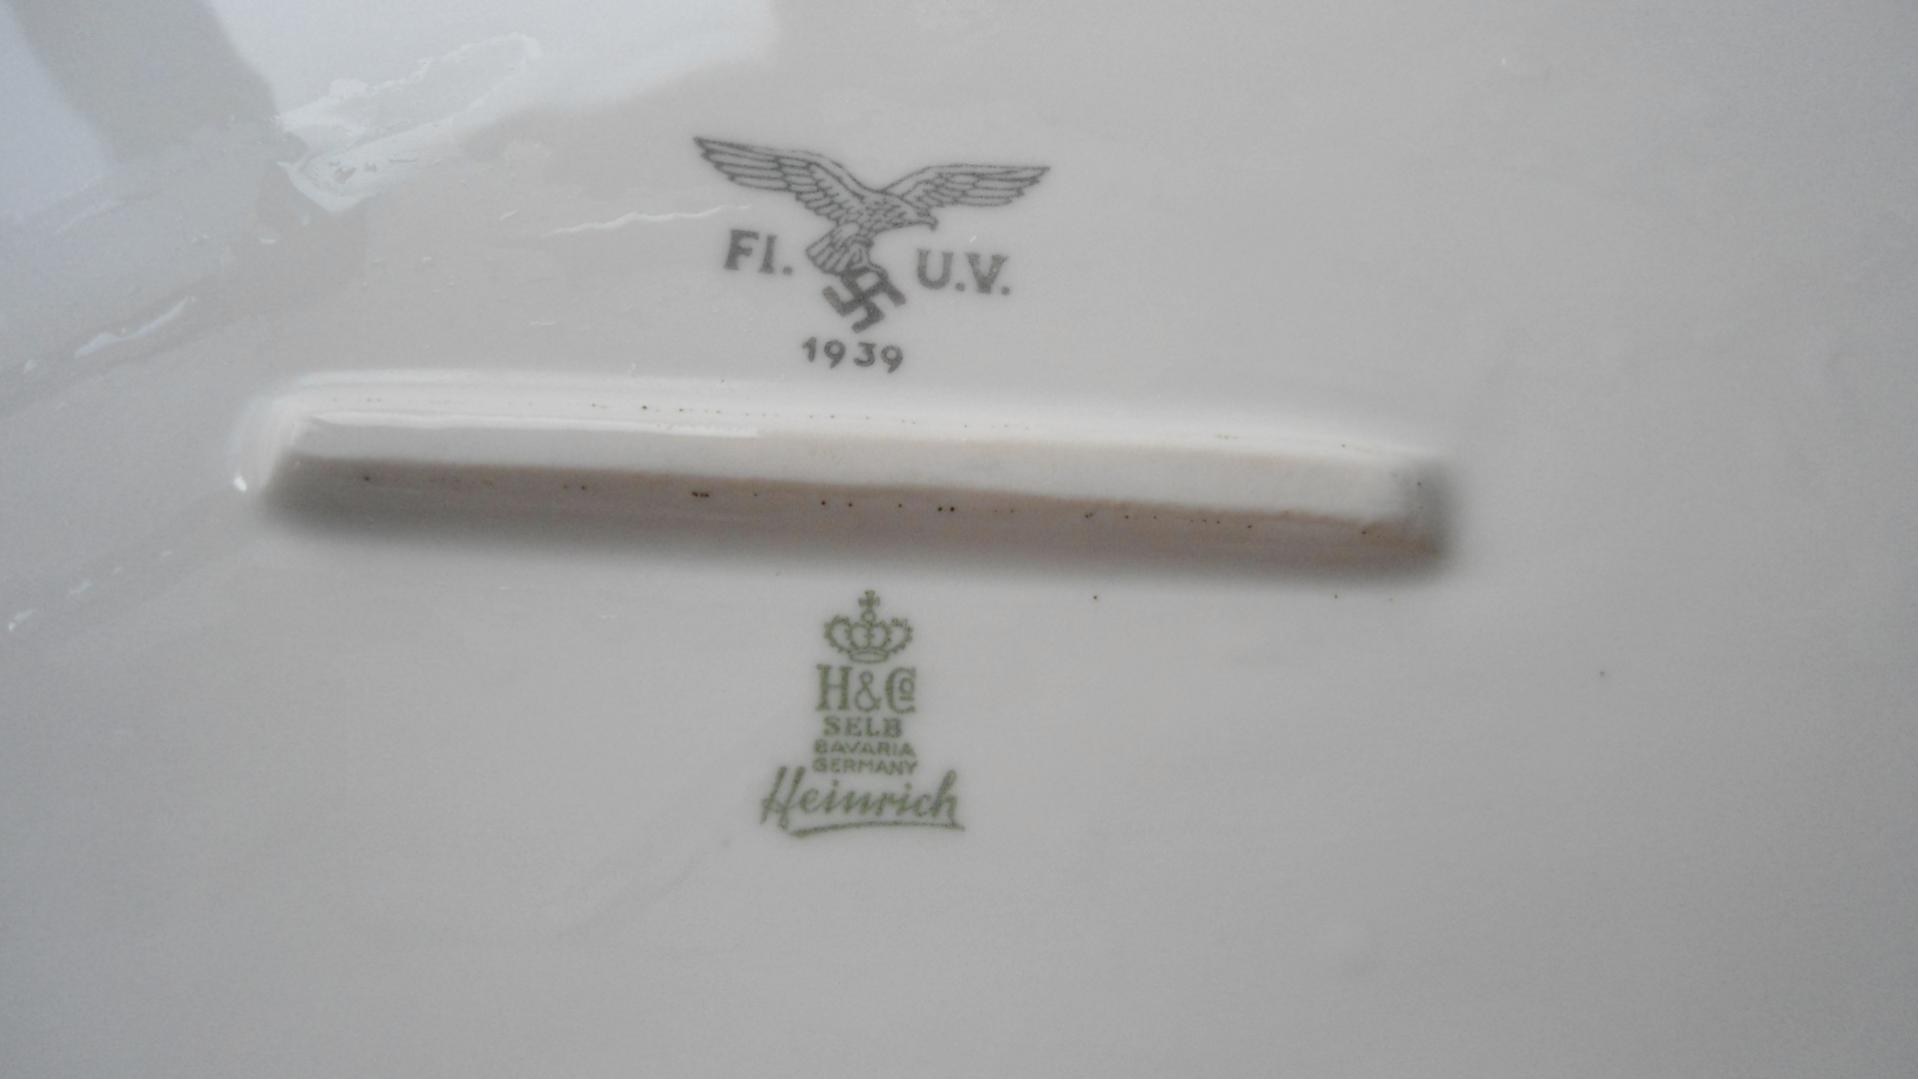 Fl. U.V.
1939
H&Co
SELB
BAVARIA
GERMANY
Heinrich